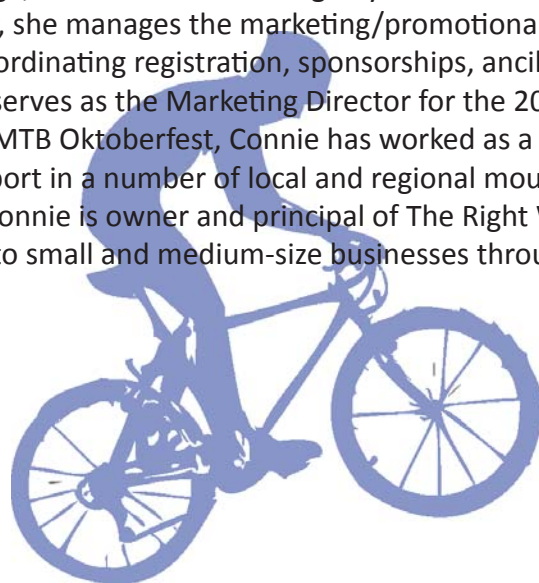 , she manages the marketing/promotional
ordinating registration, sponsorships, ancil
serves as the Marketing Director for the 20
MTB Oktoberfest, Connie has worked as a
port in a number of local and regional mou
onnie is owner and principal of The Right
to small and medium-size businesses throu